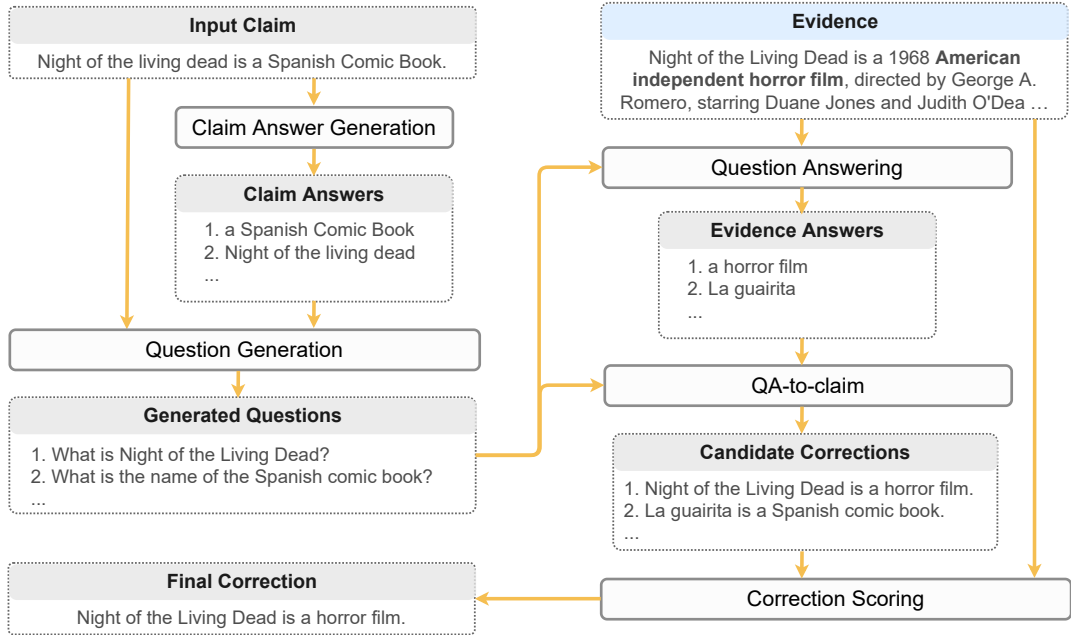 Input Claim
Night of the living dead is a Spanish Comic Book.
Claim Answer Generation
Claim Answers
1. a Spanish Comic Book
2. Night of the living dead
...
Question Generation
Generated Questions
1. What is Night of the Living Dead?
2. What is the name of the Spanish comic book?
...
Evidence
Night of the Living Dead is a 1968 American
independent horror film, directed by George A.
Romero, starring Duane Jones and Judith O'Dea ...
Question Answering
Evidence Answers
1. a horror film
2. La guairita
...
QA-to-claim
Candidate Corrections
1. Night of the Living Dead is a horror film.
2. La guairita is a Spanish comic book.
...
Correction Scoring
Final Correction
Night of the Living Dead is a horror film.